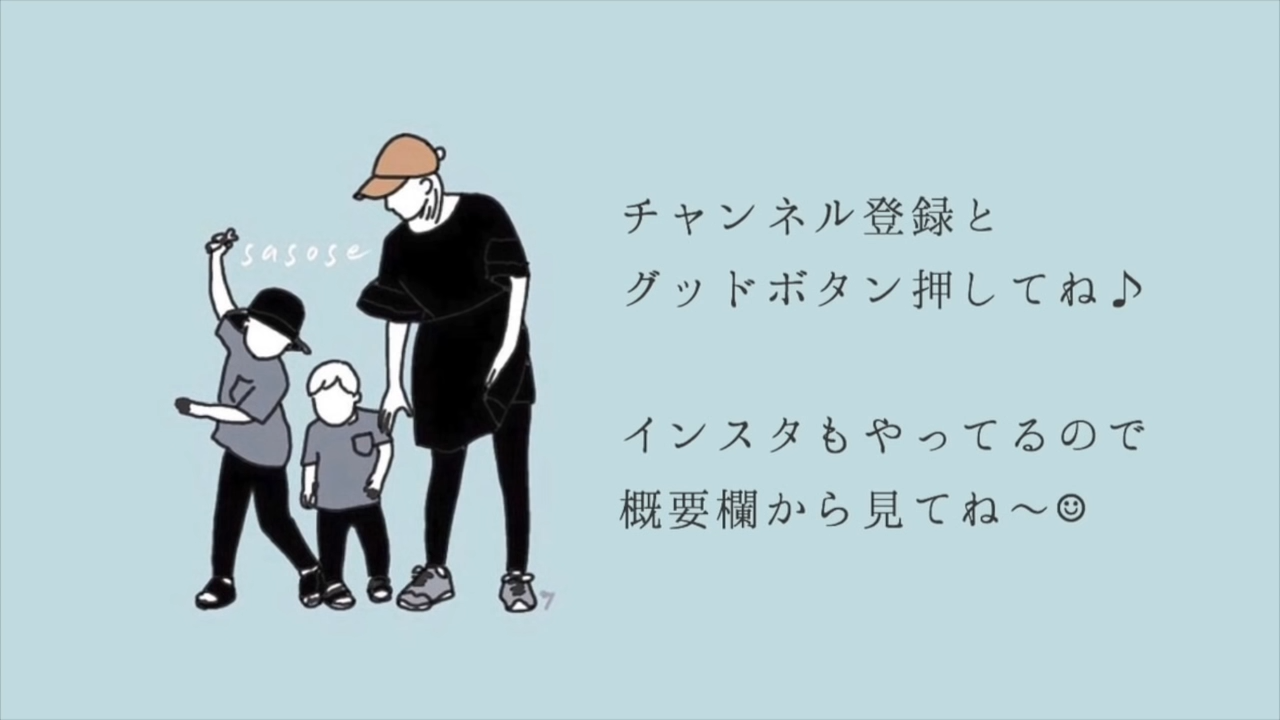 sasose
チャンネル登録と
グッドボタン押してね♪
インスタもやってるので
概要欄から見てね〜☺